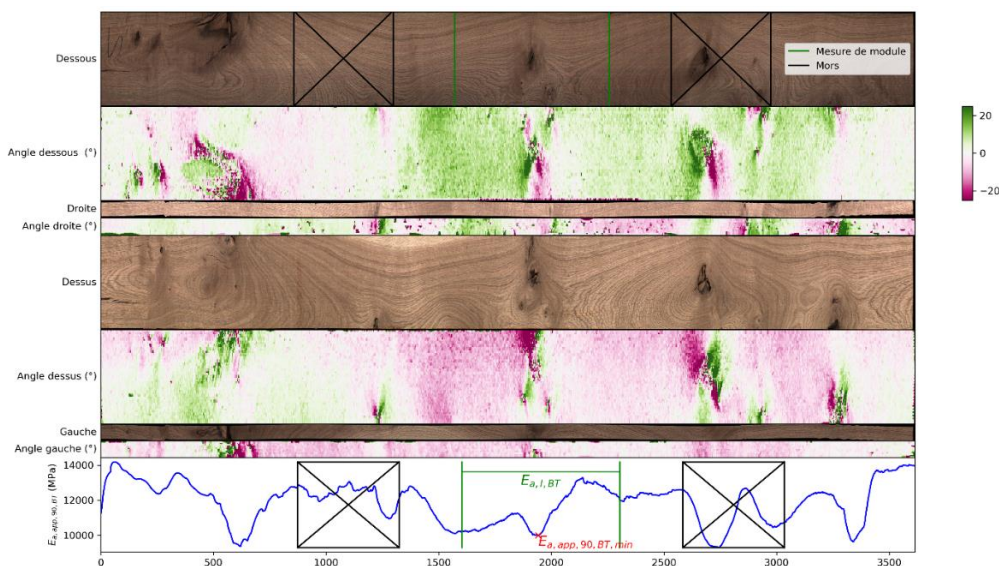 Dessous
Mesure de module
Mors
Angle dessous (°)
20
0
−20
Droite
Angle droite (°)
Dessus
Angle dessus (°)
Gauche
Angle gauche (°)
E_{a,app,90,BT} (MPa)
14000
12000
10000
E_{a,l,BT}
E_{a,app,90,BT,min}
0 500 1000 1500 2000 2500 3000 3500